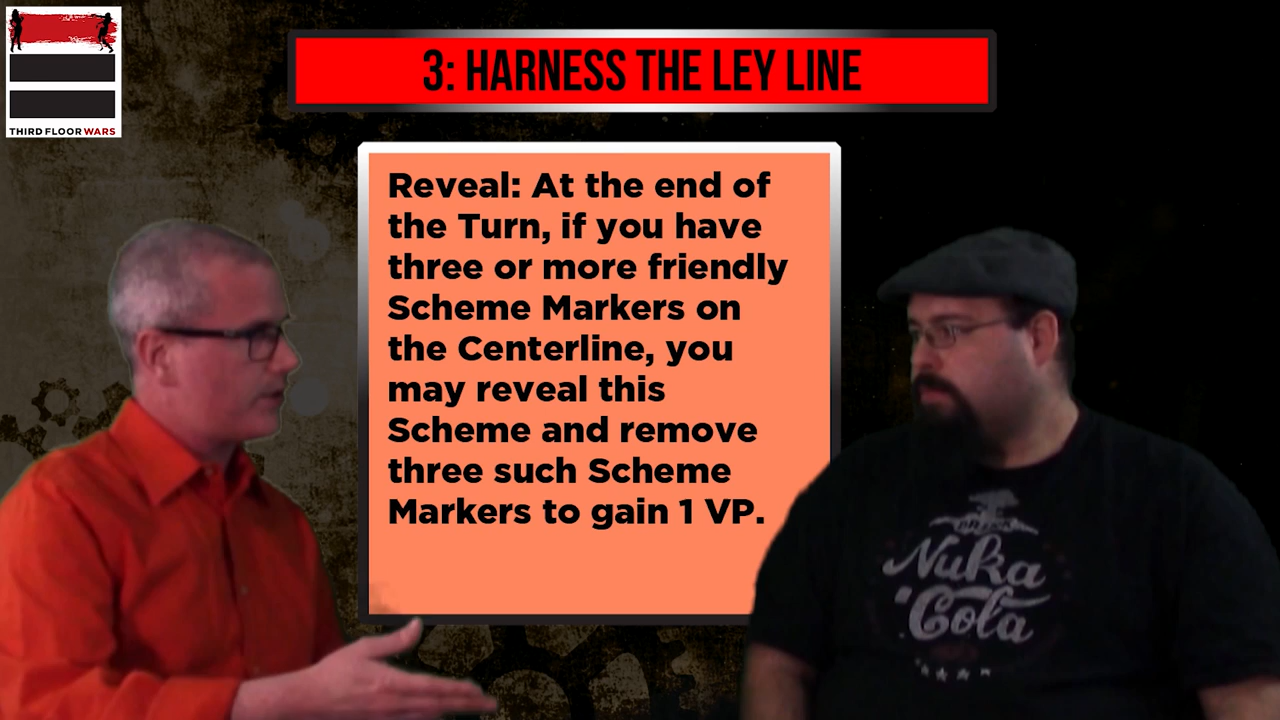 3: HARNESS THE LEY LINE
THIRD FLOOR WARS
Reveal: At the end of
the Turn, if you have
three or more friendly
Scheme Markers on
the Centerline, you
may reveal this
Scheme and remove
three such Scheme
Markers to gain 1 VP.
DRINK
Nuka
Cola